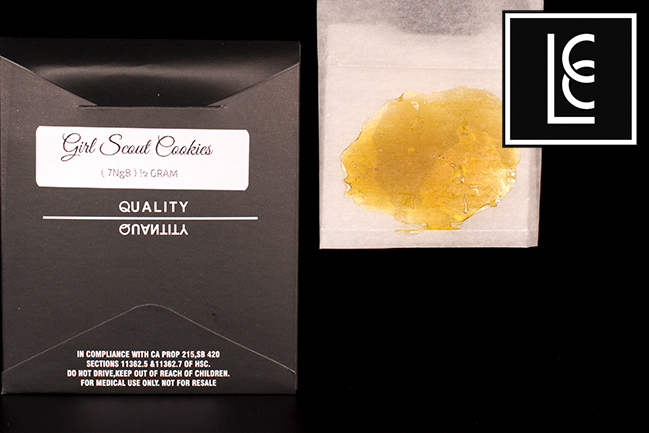 Girl Scout Cookies
( 7NgB ) ½ GRAM
QUALITY
QUANTITY
IN COMPLIANCE WITH CA PROP 215,SB 420
SECTIONS 11362.5 &11362.7 OF HSC.
DO NOT DRIVE,KEEP OUT OF REACH OF CHILDREN.
FOR MEDICAL USE ONLY. NOT FOR RESALE
LCC